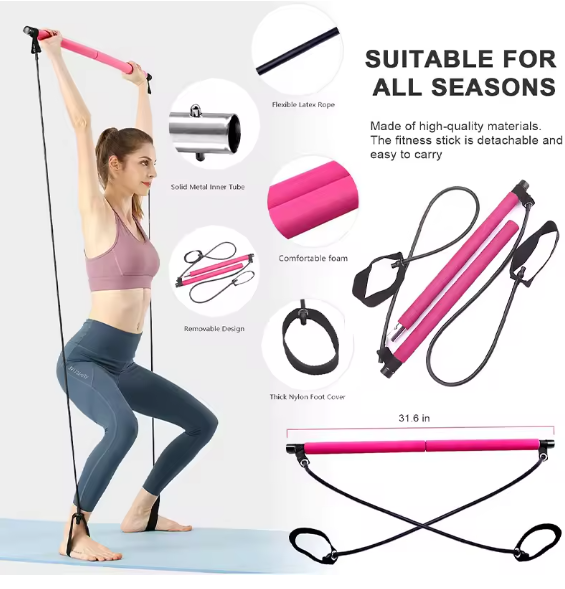 SUITABLE FOR
ALL SEASONS
Made of high-quality materials.
The fitness stick is detachable and
easy to carry
Flexible Latex Rope
Solid Metal Inner Tube
Comfortable foam
Removable Design
Thick Nylon Foot Cover
31.6 in